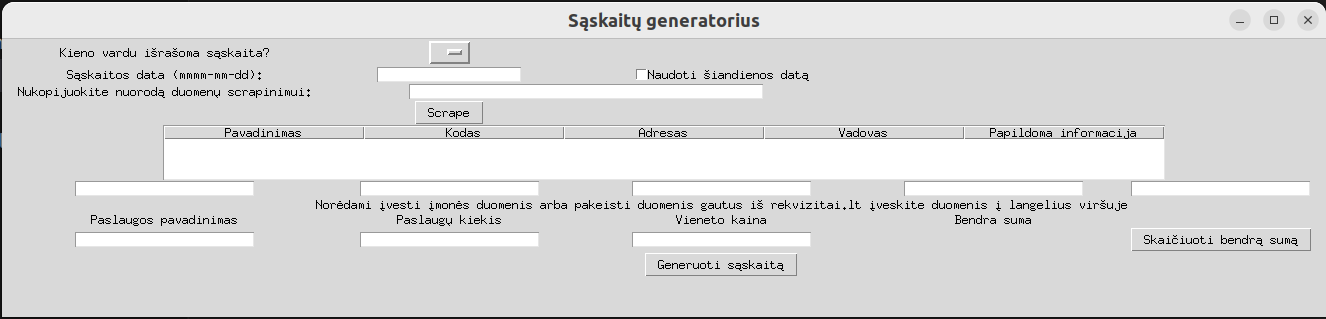 Sąskaitų generatorius
Kieno vardu išrašoma sąskaita?
Sąskaitos data (mmmm-mm-dd):
Naudoti šiandienos datą
Nukopijuokite nuorodą duomenų scrapinimui:
Scrape
Pavadinimas Kodas Adresas Vadovas Papildoma informacija
Norėdami įvesti įmonės duomenis arba pakeisti duomenis gautus iš rekvizitai.lt įveskite duomenis į langelius viršuje
Paslaugos pavadinimas Paslaugų kiekis Vieneto kaina Bendra suma
Skaičiuoti bendrą sumą
Generuoti sąskaitą